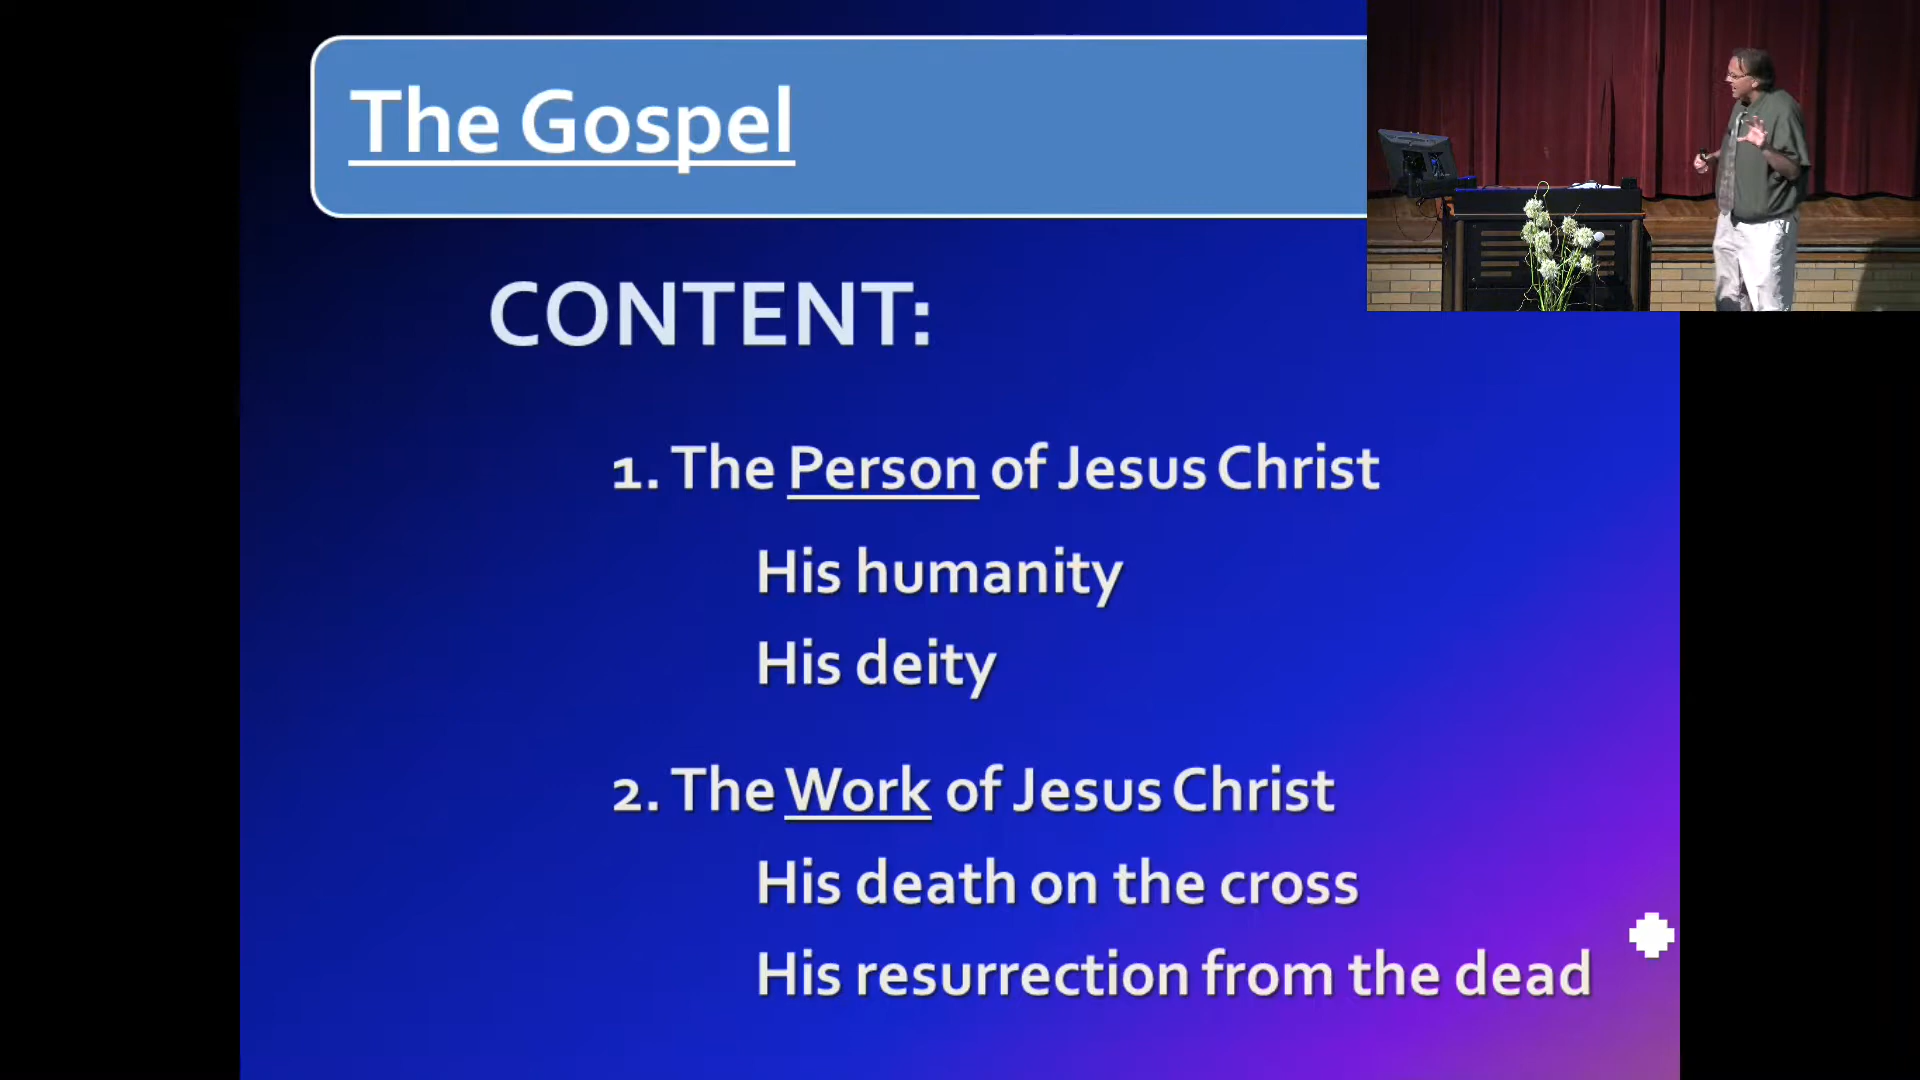 The Gospel
CONTENT:
1. The Person of Jesus Christ
His humanity
His deity
2. The Work of Jesus Christ
His death on the cross
His resurrection from the dead